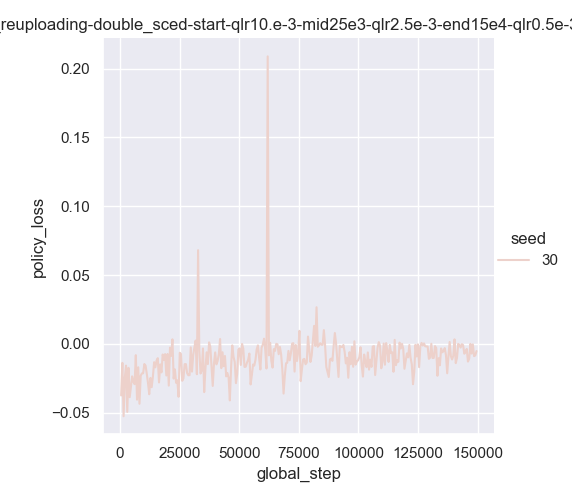 _reuploading-double_sced-start-qlr10.e-3-mid25e3-qlr2.5e-3-end15e4-qlr0.5e-3
0.20
0.15
0.10
0.05
0.00
−0.05
policy_loss
seed
30
0 25000 50000 75000 100000 125000 150000
global_step